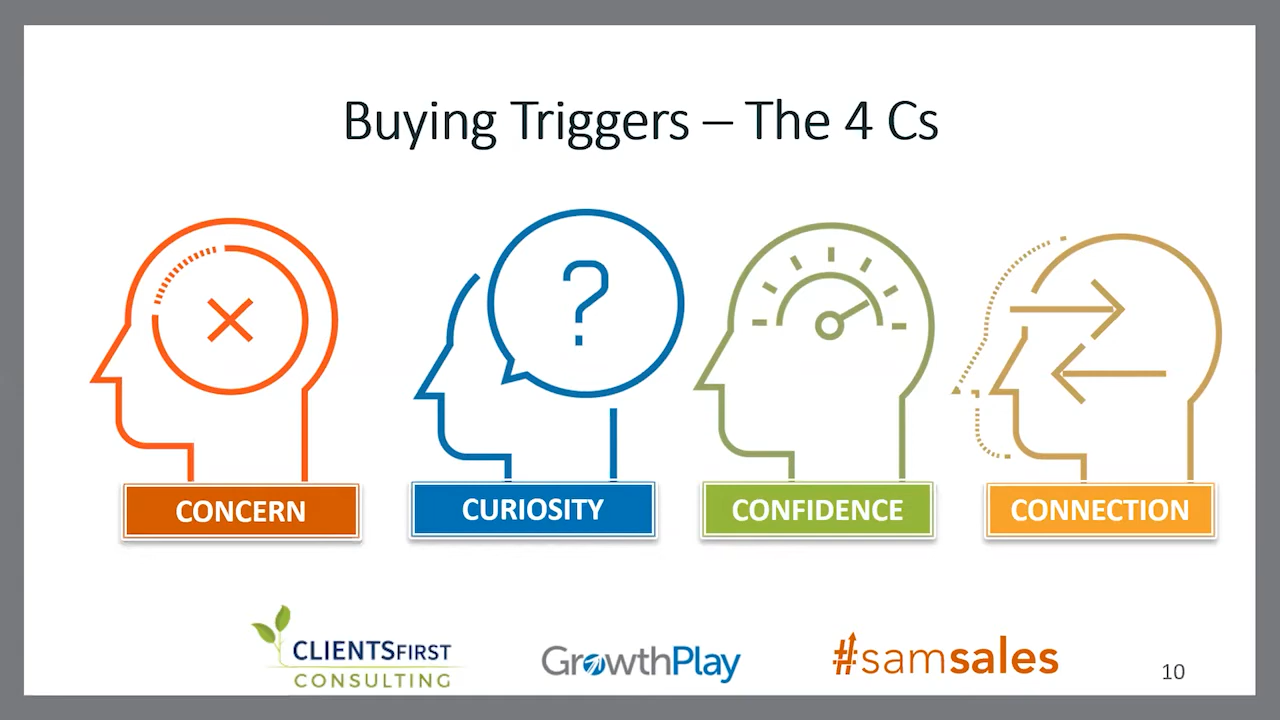 Buying Triggers – The 4 Cs
?
CONCERN
CURIOSITY
CONFIDENCE
CONNECTION
CLIENTSFIRST
CONSULTING
GrowthPlay
#samsales
10